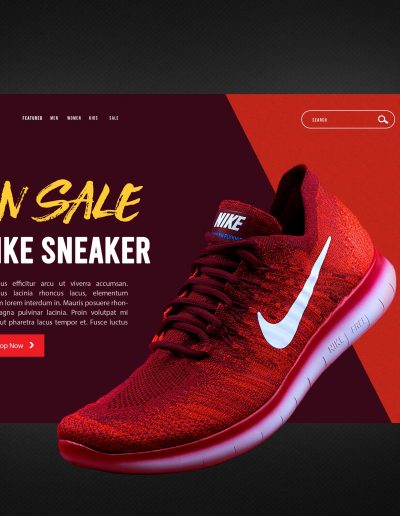 FEATURED MEN WOMEN KIDS SALE
SEARCH
N SALE
IKE SNEAKER
us efficitur arcu ut viverra accumsan.
us lacinia rhoncus lacus, elementum
n lorem interdum in. Mauris posuere rhon-
agna pulvinar lacinia. Proin volutpat mi
ut pharetra lacus tempor et. Fusce luctus
op Now
NIKE
NIKE FREE